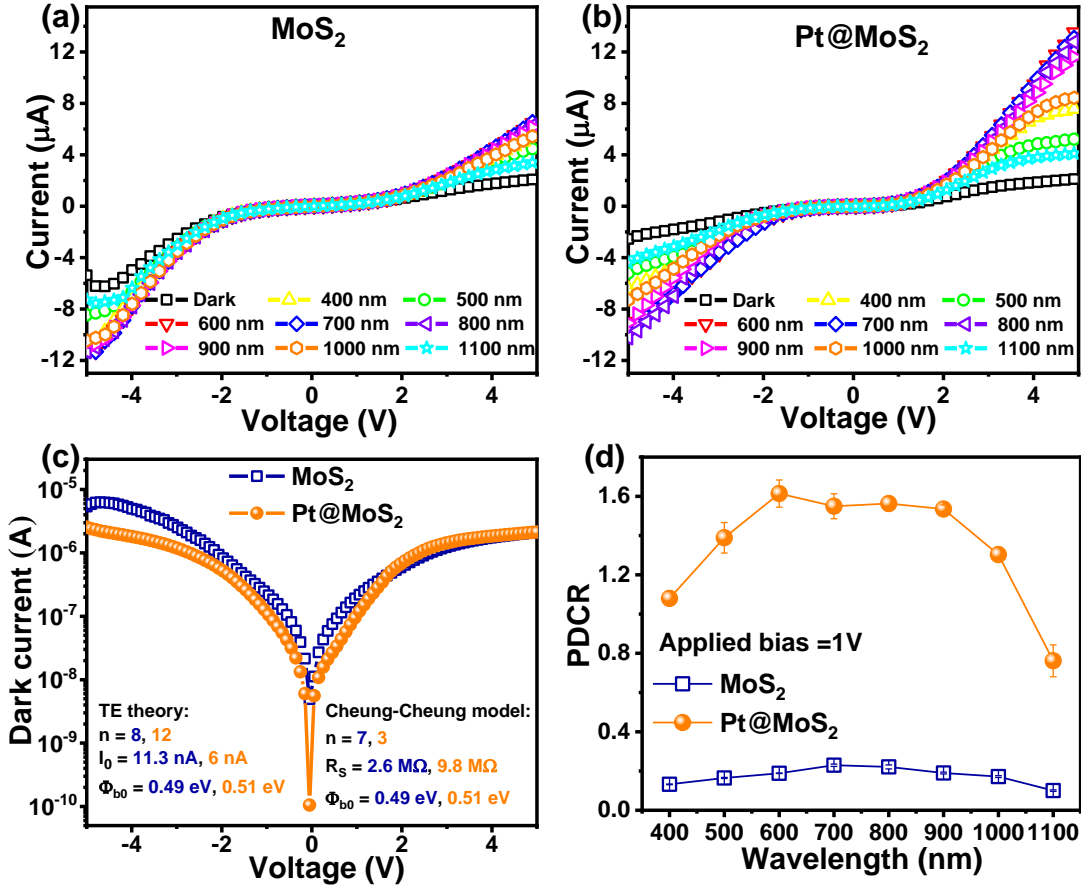 (a)
MoS₂
12
8
4
0
-4
-8
-12
Current (μA)
Dark
400 nm
500 nm
600 nm
700 nm
800 nm
900 nm
1000 nm
1100 nm
-4
-2
0
2
4
Voltage (V)
(b)
Pt@MoS₂
12
8
4
0
-4
-8
-12
Current (μA)
Dark
400 nm
500 nm
600 nm
700 nm
800 nm
900 nm
1000 nm
1100 nm
-4
-2
0
2
4
Voltage (V)
(c)
MoS₂
Pt@MoS₂
10⁻⁵
10⁻⁶
10⁻⁷
10⁻⁸
10⁻⁹
10⁻¹⁰
Dark current (A)
TE theory:
n = 8, 12
I₀ = 11.3 nA, 6 nA
Φb0 = 0.49 eV, 0.51 eV
Cheung-Cheung model:
n = 7, 3
RS = 2.6 MΩ, 9.8 MΩ
Φb0 = 0.49 eV, 0.51 eV
-4
-2
0
2
4
Voltage (V)
(d)
1.6
1.2
0.8
0.4
0.0
PDCR
Applied bias =1V
MoS₂
Pt@MoS₂
400
500
600
700
800
900
1000
1100
Wavelength (nm)